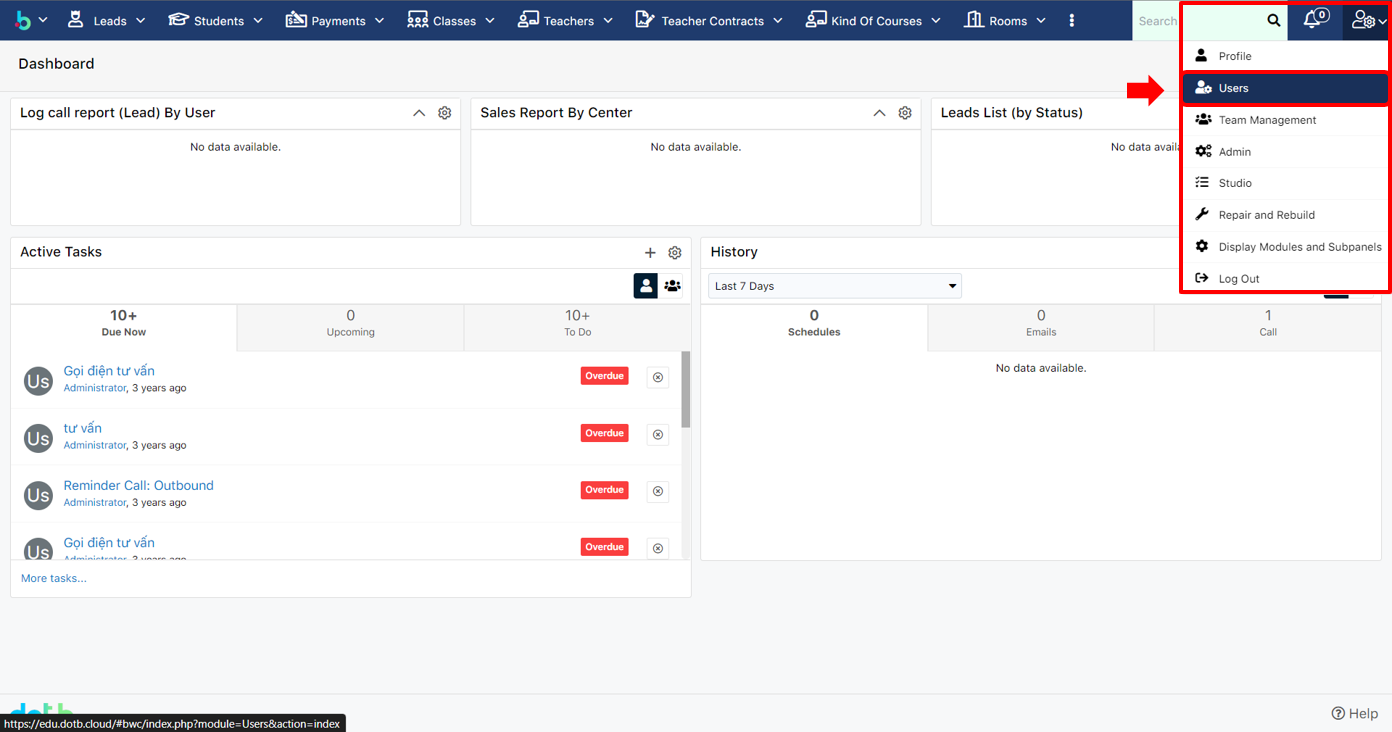 Leads Students Payments Classes Teachers Teacher Contracts Kind Of Courses Rooms Search 0
Profile
Users
Team Management
Admin
Studio
Repair and Rebuild
Display Modules and Subpanels
Log Out
Dashboard
Log call report (Lead) By User
No data available.
Sales Report By Center
No data available.
Leads List (by Status)
No data
Active Tasks
10+ 0 10+
Due Now Upcoming To Do
Us Gọi điện tư vấn Overdue
Administrator, 3 years ago
Us tư vấn Overdue
Administrator, 3 years ago
Us Reminder Call: Outbound Overdue
Administrator, 3 years ago
Us Gọi điện tư vấn Overdue
Administrator, 3 years ago
More tasks...
History
Last 7 Days
0 0 1
Schedules Emails Call
No data available.
dotb
https://edu.dotb.cloud/#bwc/index.php?module=Users&action=index
Help